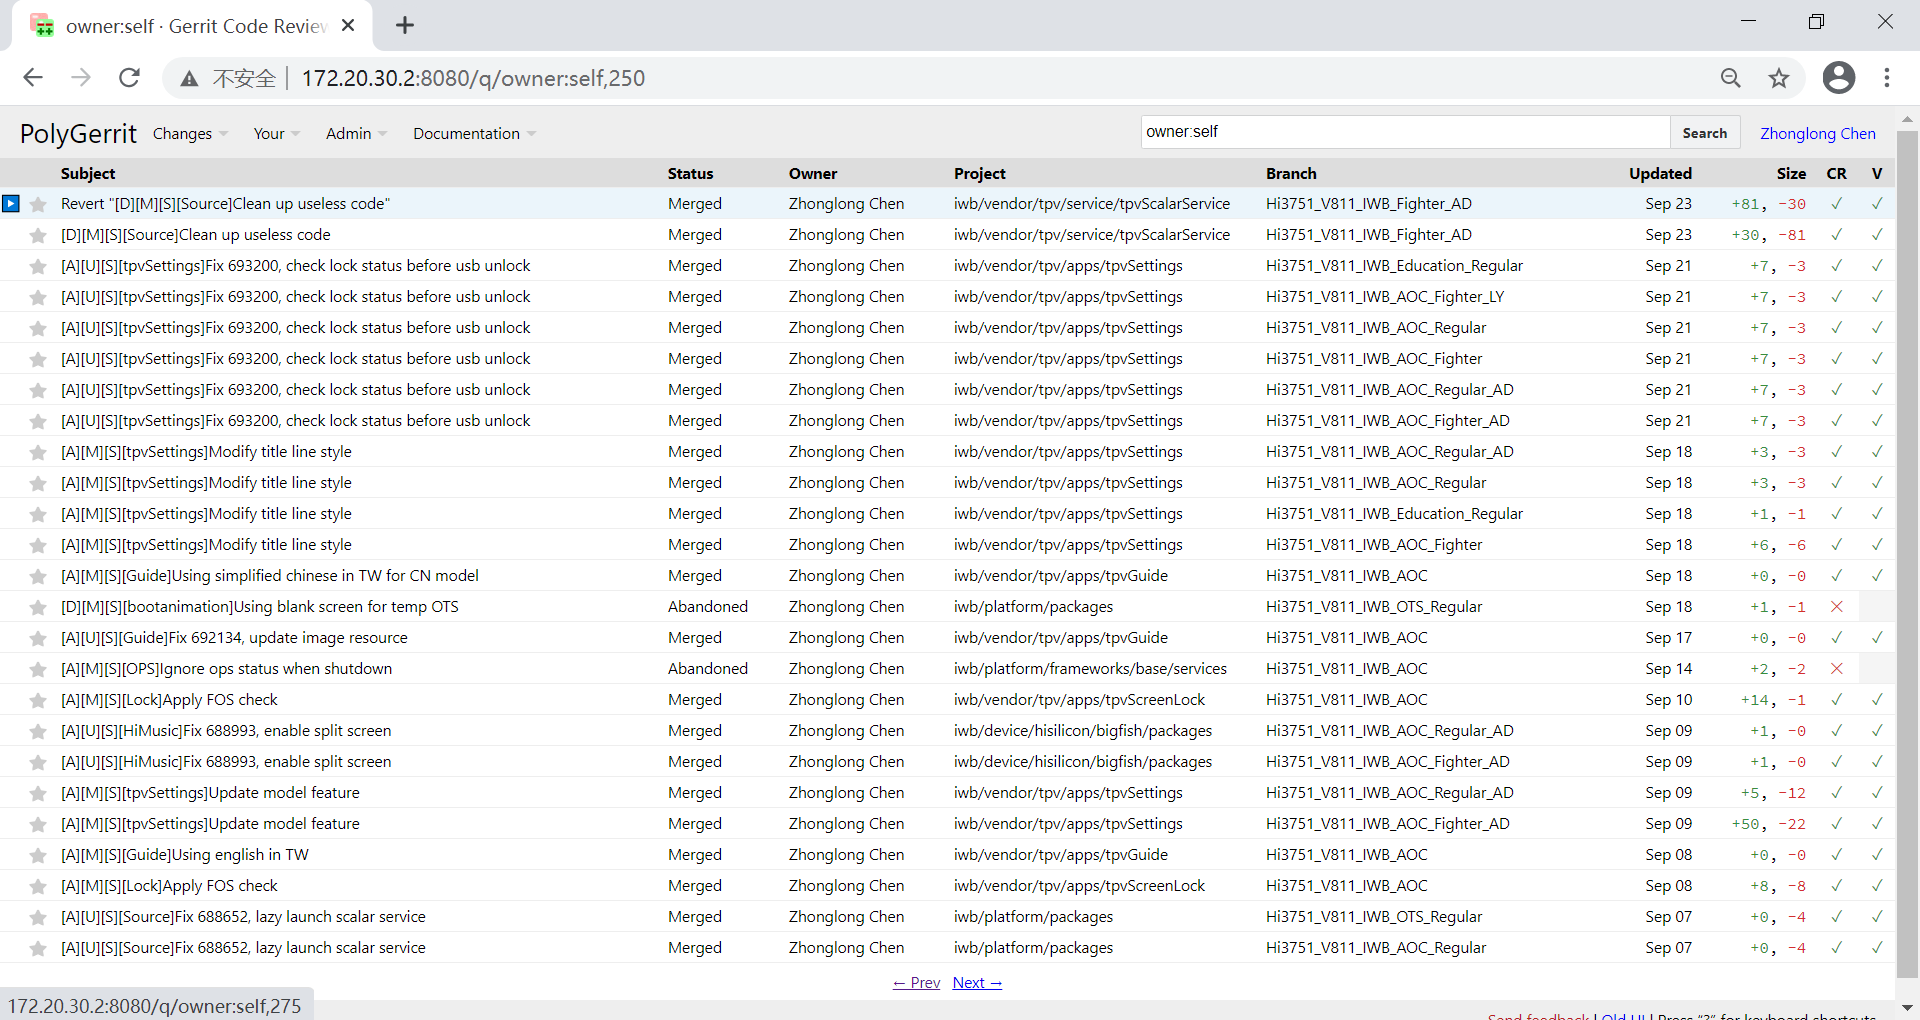 owner:self · Gerrit Code Review
不安全 172.20.30.2:8080/q/owner:self,250
PolyGerrit Changes Your Admin Documentation owner:self Search Zhonglong Chen
Subject Status Owner Project Branch Updated Size CR V
Revert "[D][M][S][Source]Clean up useless code" Merged Zhonglong Chen iwb/vendor/tpv/service/tpvScalarService Hi3751_V811_IWB_Fighter_AD Sep 23 +81, -30 ✓ ✓
[D][M][S][Source]Clean up useless code Merged Zhonglong Chen iwb/vendor/tpv/service/tpvScalarService Hi3751_V811_IWB_Fighter_AD Sep 23 +30, -81 ✓ ✓
[A][U][S][tpvSettings]Fix 693200, check lock status before usb unlock Merged Zhonglong Chen iwb/vendor/tpv/apps/tpvSettings Hi3751_V811_IWB_Education_Regular Sep 21 +7, -3 ✓ ✓
[A][U][S][tpvSettings]Fix 693200, check lock status before usb unlock Merged Zhonglong Chen iwb/vendor/tpv/apps/tpvSettings Hi3751_V811_IWB_AOC_Fighter_LY Sep 21 +7, -3 ✓ ✓
[A][U][S][tpvSettings]Fix 693200, check lock status before usb unlock Merged Zhonglong Chen iwb/vendor/tpv/apps/tpvSettings Hi3751_V811_IWB_AOC_Regular Sep 21 +7, -3 ✓ ✓
[A][U][S][tpvSettings]Fix 693200, check lock status before usb unlock Merged Zhonglong Chen iwb/vendor/tpv/apps/tpvSettings Hi3751_V811_IWB_AOC_Fighter Sep 21 +7, -3 ✓ ✓
[A][U][S][tpvSettings]Fix 693200, check lock status before usb unlock Merged Zhonglong Chen iwb/vendor/tpv/apps/tpvSettings Hi3751_V811_IWB_AOC_Regular_AD Sep 21 +7, -3 ✓ ✓
[A][U][S][tpvSettings]Fix 693200, check lock status before usb unlock Merged Zhonglong Chen iwb/vendor/tpv/apps/tpvSettings Hi3751_V811_IWB_AOC_Fighter_AD Sep 21 +7, -3 ✓ ✓
[A][M][S][tpvSettings]Modify title line style Merged Zhonglong Chen iwb/vendor/tpv/apps/tpvSettings Hi3751_V811_IWB_AOC_Regular_AD Sep 18 +3, -3 ✓ ✓
[A][M][S][tpvSettings]Modify title line style Merged Zhonglong Chen iwb/vendor/tpv/apps/tpvSettings Hi3751_V811_IWB_AOC_Regular Sep 18 +3, -3 ✓ ✓
[A][M][S][tpvSettings]Modify title line style Merged Zhonglong Chen iwb/vendor/tpv/apps/tpvSettings Hi3751_V811_IWB_Education_Regular Sep 18 +1, -1 ✓ ✓
[A][M][S][tpvSettings]Modify title line style Merged Zhonglong Chen iwb/vendor/tpv/apps/tpvSettings Hi3751_V811_IWB_AOC_Fighter Sep 18 +6, -6 ✓ ✓
[A][M][S][Guide]Using simplified chinese in TW for CN model Merged Zhonglong Chen iwb/vendor/tpv/apps/tpvGuide Hi3751_V811_IWB_AOC Sep 18 +0, -0 ✓ ✓
[D][M][S][bootanimation]Using blank screen for temp OTS Abandoned Zhonglong Chen iwb/platform/packages Hi3751_V811_IWB_OTS_Regular Sep 18 +1, -1 ✕
[A][U][S][Guide]Fix 692134, update image resource Merged Zhonglong Chen iwb/vendor/tpv/apps/tpvGuide Hi3751_V811_IWB_AOC Sep 17 +0, -0 ✓ ✓
[A][M][S][OPS]Ignore ops status when shutdown Abandoned Zhonglong Chen iwb/platform/frameworks/base/services Hi3751_V811_IWB_AOC Sep 14 +2, -2 ✕
[A][M][S][Lock]Apply FOS check Merged Zhonglong Chen iwb/vendor/tpv/apps/tpvScreenLock Hi3751_V811_IWB_AOC Sep 10 +14, -1 ✓ ✓
[A][U][S][HiMusic]Fix 688993, enable split screen Merged Zhonglong Chen iwb/device/hisilicon/bigfish/packages Hi3751_V811_IWB_AOC_Regular_AD Sep 09 +1, -0 ✓ ✓
[A][U][S][HiMusic]Fix 688993, enable split screen Merged Zhonglong Chen iwb/device/hisilicon/bigfish/packages Hi3751_V811_IWB_AOC_Fighter_AD Sep 09 +1, -0 ✓ ✓
[A][M][S][tpvSettings]Update model feature Merged Zhonglong Chen iwb/vendor/tpv/apps/tpvSettings Hi3751_V811_IWB_AOC_Regular_AD Sep 09 +5, -12 ✓ ✓
[A][M][S][tpvSettings]Update model feature Merged Zhonglong Chen iwb/vendor/tpv/apps/tpvSettings Hi3751_V811_IWB_AOC_Fighter_AD Sep 09 +50, -22 ✓ ✓
[A][M][S][Guide]Using english in TW Merged Zhonglong Chen iwb/vendor/tpv/apps/tpvGuide Hi3751_V811_IWB_AOC Sep 08 +0, -0 ✓ ✓
[A][M][S][Lock]Apply FOS check Merged Zhonglong Chen iwb/vendor/tpv/apps/tpvScreenLock Hi3751_V811_IWB_AOC Sep 08 +8, -8 ✓ ✓
[A][U][S][Source]Fix 688652, lazy launch scalar service Merged Zhonglong Chen iwb/platform/packages Hi3751_V811_IWB_OTS_Regular Sep 07 +0, -4 ✓ ✓
[A][U][S][Source]Fix 688652, lazy launch scalar service Merged Zhonglong Chen iwb/platform/packages Hi3751_V811_IWB_AOC_Regular Sep 07 +0, -4 ✓ ✓
← Prev Next →
172.20.30.2:8080/q/owner:self,275
Send feedback | Old UI | Press "?" for keyboard shortcuts